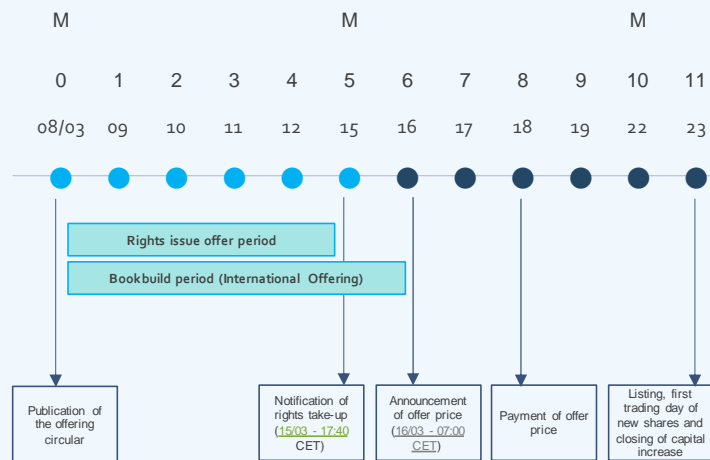 M M M
0 1 2 3 4 5 6 7 8 9 10 11
08/03 09 10 11 12 15 16 17 18 19 22 23
Rights issue offer period
Bookbuild period (International Offering)
Publication of
the offering
circular
Notification of
rights take-up
(15/03 - 17:40
CET)
Announcement
of offer price
(16/03 - 07:00
CET)
Payment of offer
price
Listing, first
trading day of
new shares and
closing of capital
increase